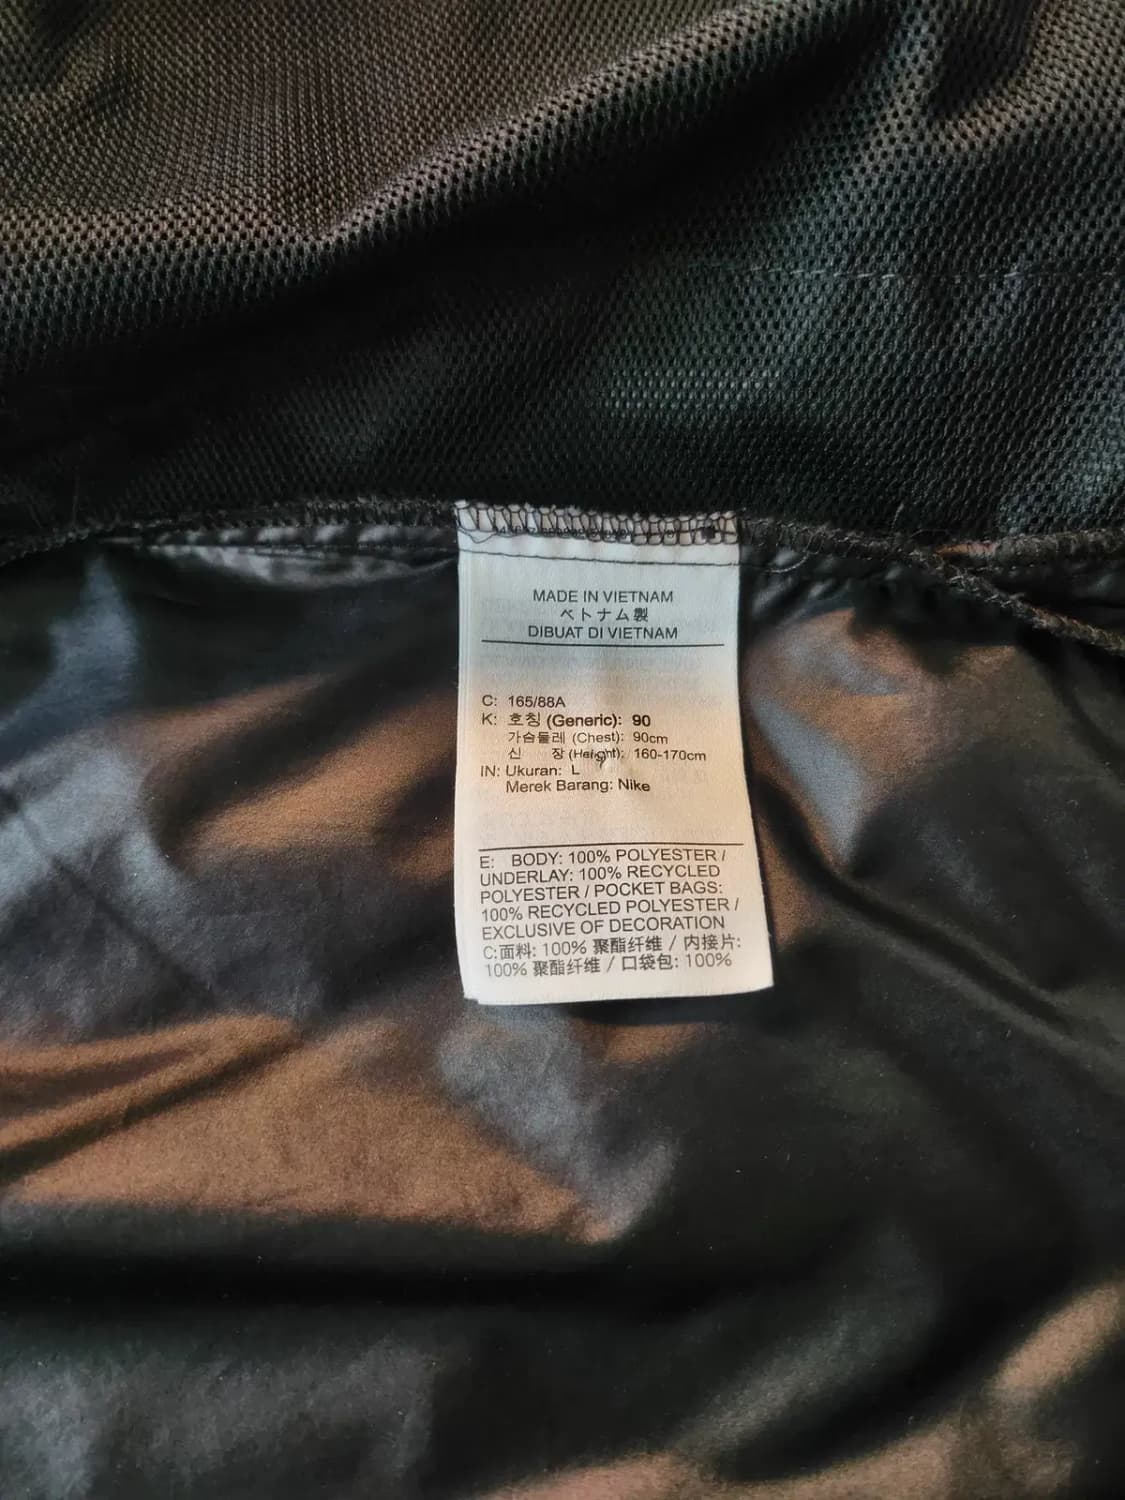 MADE IN VIETNAM
ベトナム製
DIBUAT DI VIETNAM
C: 165/88A
K: 호칭 (Generic): 90
가슴둘레 (Chest): 90cm
신 장 (Height): 160-170cm
IN: Ukuran: L
Merek Barang: Nike
E: BODY: 100% POLYESTER /
UNDERLAY: 100% RECYCLED
POLYESTER / POCKET BAGS:
100% RECYCLED POLYESTER /
EXCLUSIVE OF DECORATION
C:面料: 100% 聚酯纤维 / 内接片:
100% 聚酯纤维 / 口袋包: 100%